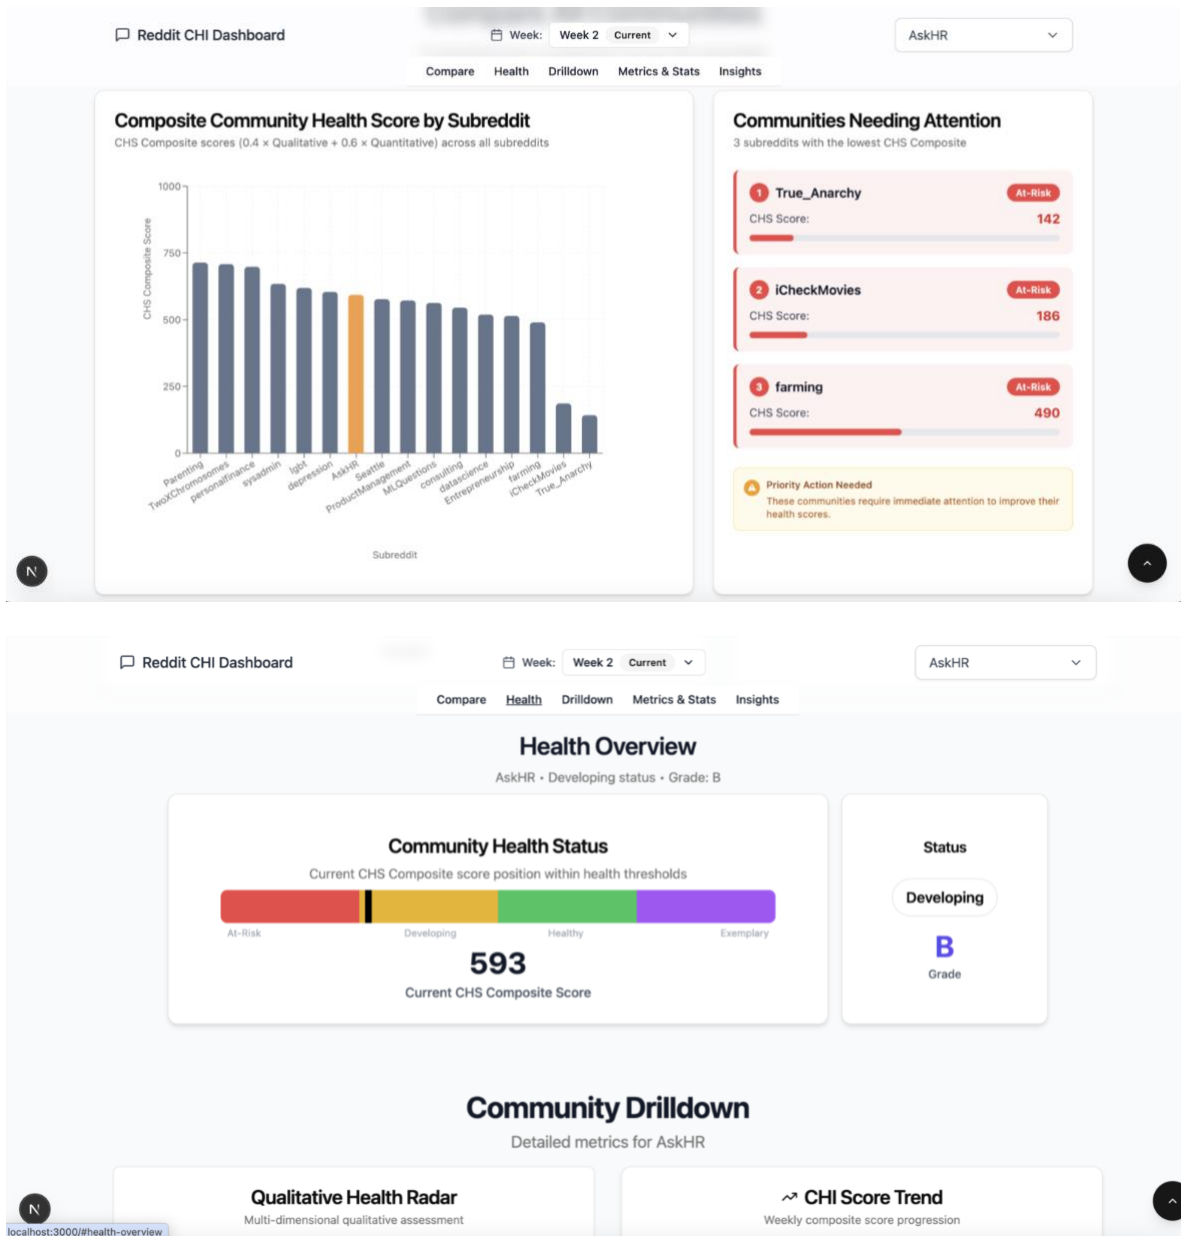 Reddit CHI Dashboard
Week: Week 2 Current
AskHR
Compare Health Drilldown Metrics & Stats Insights
Composite Community Health Score by Subreddit
CHS Composite scores (0.4 × Qualitative + 0.6 × Quantitative) across all subreddits
1000
750
500
250
0
CHS Composite Score
Parenting
TwoXChromosomes
personalfinance
sysadmin
lgbt
depression
AskHR
Seattle
ProductManagement
MLQuestions
consulting
datascience
Entrepreneurship
farming
iCheckMovies
True_Anarchy
Subreddit
Communities Needing Attention
3 subreddits with the lowest CHS Composite
1 True_Anarchy At-Risk
CHS Score: 142
2 iCheckMovies At-Risk
CHS Score: 186
3 farming At-Risk
CHS Score: 490
Priority Action Needed
These communities require immediate attention to improve their
health scores.
N
Reddit CHI Dashboard
Week: Week 2 Current
AskHR
Compare Health Drilldown Metrics & Stats Insights
Health Overview
AskHR • Developing status • Grade: B
Community Health Status
Current CHS Composite score position within health thresholds
At-Risk Developing Healthy Exemplary
593
Current CHS Composite Score
Status
Developing
B
Grade
Community Drilldown
Detailed metrics for AskHR
Qualitative Health Radar
Multi-dimensional qualitative assessment
CHI Score Trend
Weekly composite score progression
N
localhost:3000/#health-overview